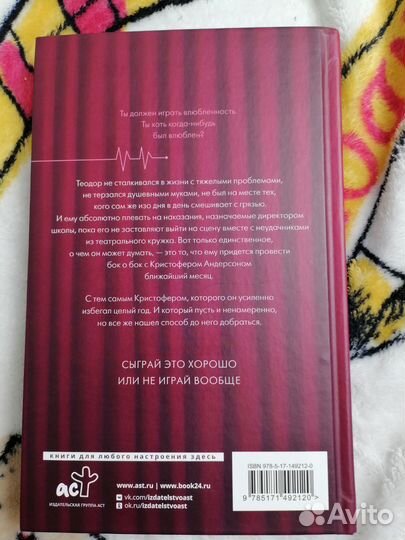 Ты должен играть влюбленность.
Ты хоть когда-нибудь
был влюблен?
Теодор не сталкивался в жизни с тяжелыми проблемами,
не терзался душевными муками, не был на месте тех,
кого сам же изо дня в день смешивает с грязью.
И ему абсолютно плевать на наказания, назначаемые директором
школы, пока его не заставляют выйти на сцену вместе с неудачниками
из театрального кружка. Вот только единственное,
о чем он может думать, — это то, что ему придется провести
бок о бок с Кристофером Андерсоном
ближайший месяц.
С тем самым Кристофером, которого он усиленно
избегал целый год. И который пусть и ненамеренно,
но все же нашел способ до него добраться.
СЫГРАЙ ЭТО ХОРОШО
ИЛИ НЕ ИГРАЙ ВООБЩЕ
книги для любого настроения здесь
аст
ИЗДАТЕЛЬСКАЯ ГРУППА АСТ
www.ast.ru | www.book24.ru
vk.com/izdatelstvoast
ok.ru/izdatelstvoast
ISBN 978-5-17-149212-0
9 785171 492120 >
Avito